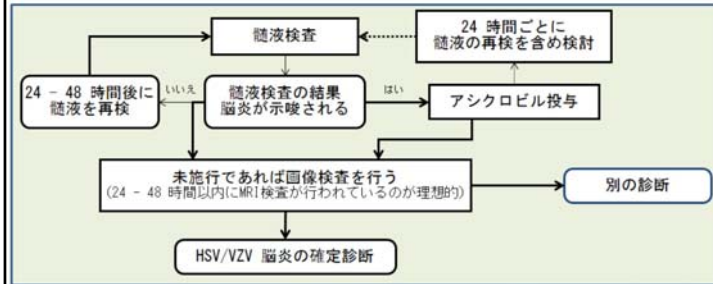 髄液検査
24 時間ごとに
髄液の再検を含め検討
24 - 48 時間後に
髄液を再検
いいえ
髄液検査の結果
脳炎が示唆される
はい
アシクロビル投与
未施行であれば画像検査を行う
(24 - 48 時間以内にMRI検査が行われているのが理想的)
別の診断
HSV/VZV 脳炎の確定診断